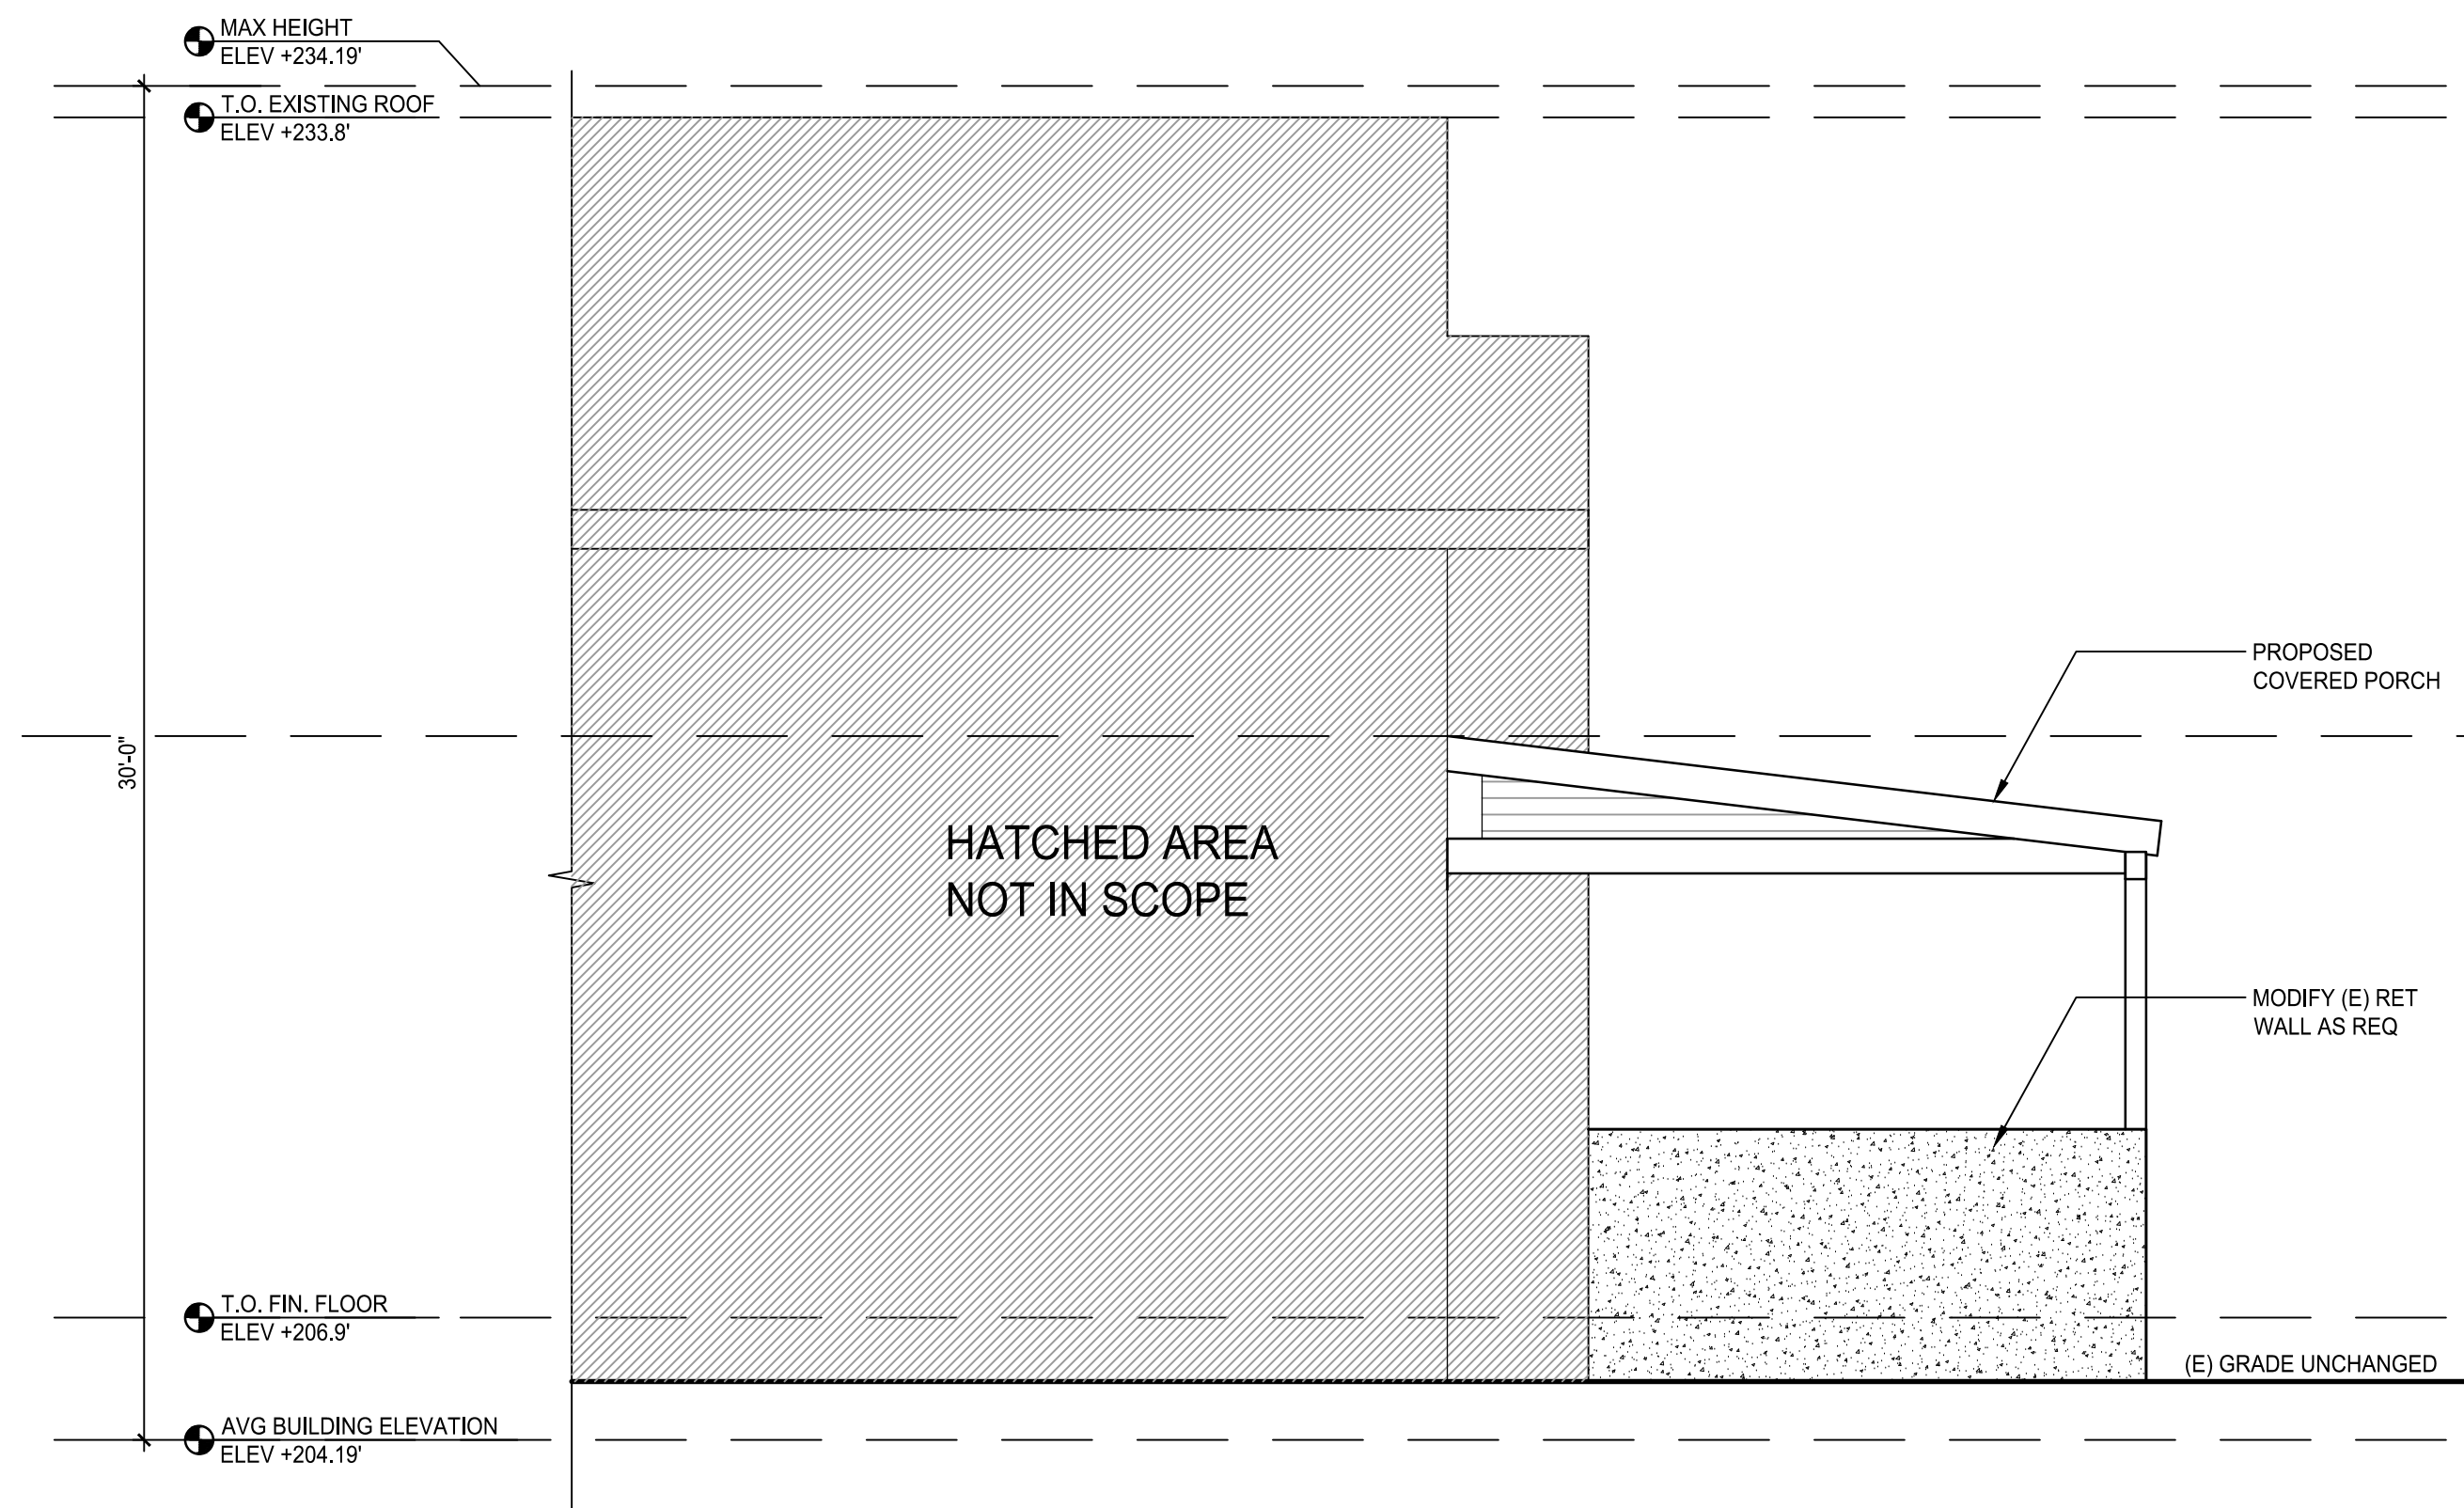 MAX HEIGHT
ELEV +234.19'
T.O. EXISTING ROOF
ELEV +233.8'
PROPOSED
COVERED PORCH
30'-0"
HATCHED AREA
NOT IN SCOPE
MODIFY (E) RET
WALL AS REQ
T.O. FIN. FLOOR
ELEV +206.9'
(E) GRADE UNCHANGED
AVG BUILDING ELEVATION
ELEV +204.19'